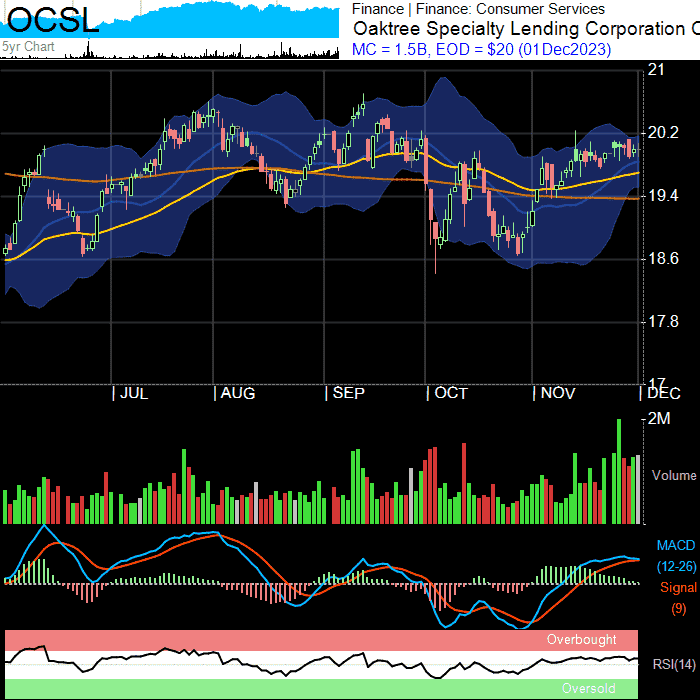 OCSL
5yr Chart
Finance | Finance: Consumer Services
Oaktree Specialty Lending Corporation C
MC = 1.5B, EOD = $20 (01Dec2023)
21
20.2
19.4
18.6
17.8
17
JUL AUG SEP OCT NOV DEC
2M
Volume
MACD
(12-26)
Signal
(9)
Overbought
RSI(14)
Oversold